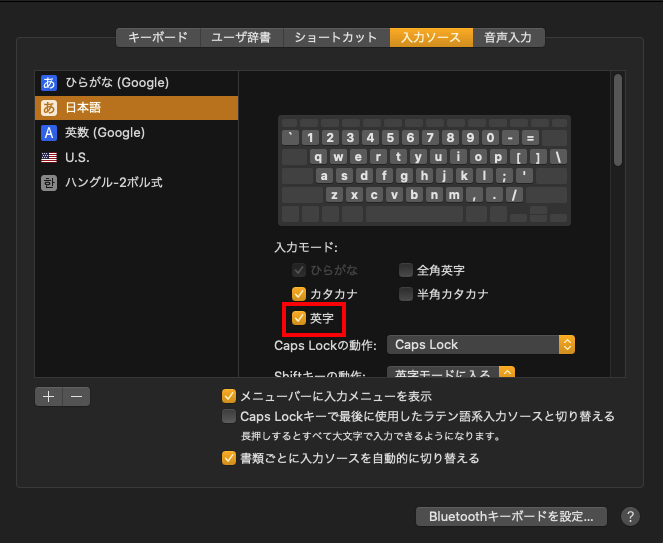 キーボード ユーザ辞書 ショートカット 入力ソース 音声入力
あ ひらがな (Google)
あ 日本語
A 英数 (Google)
U.S.
한 ハングル-2ボル式
` 1 2 3 4 5 6 7 8 9 0 - =
q w e r t y u i o p [ ] \
a s d f g h j k l ; '
z x c v b n m , . /
入力モード:
ひらがな 全角英字
カタカナ 半角カタカナ
英字
Caps Lockの動作: Caps Lock
Shiftキーの動作: 英字モードに入る
+ −
メニューバーに入力メニューを表示
Caps Lockキーで最後に使用したラテン語系入力ソースと切り替える
長押しするとすべて大文字で入力できるようになります。
書類ごとに入力ソースを自動的に切り替える
Bluetoothキーボードを設定... ?